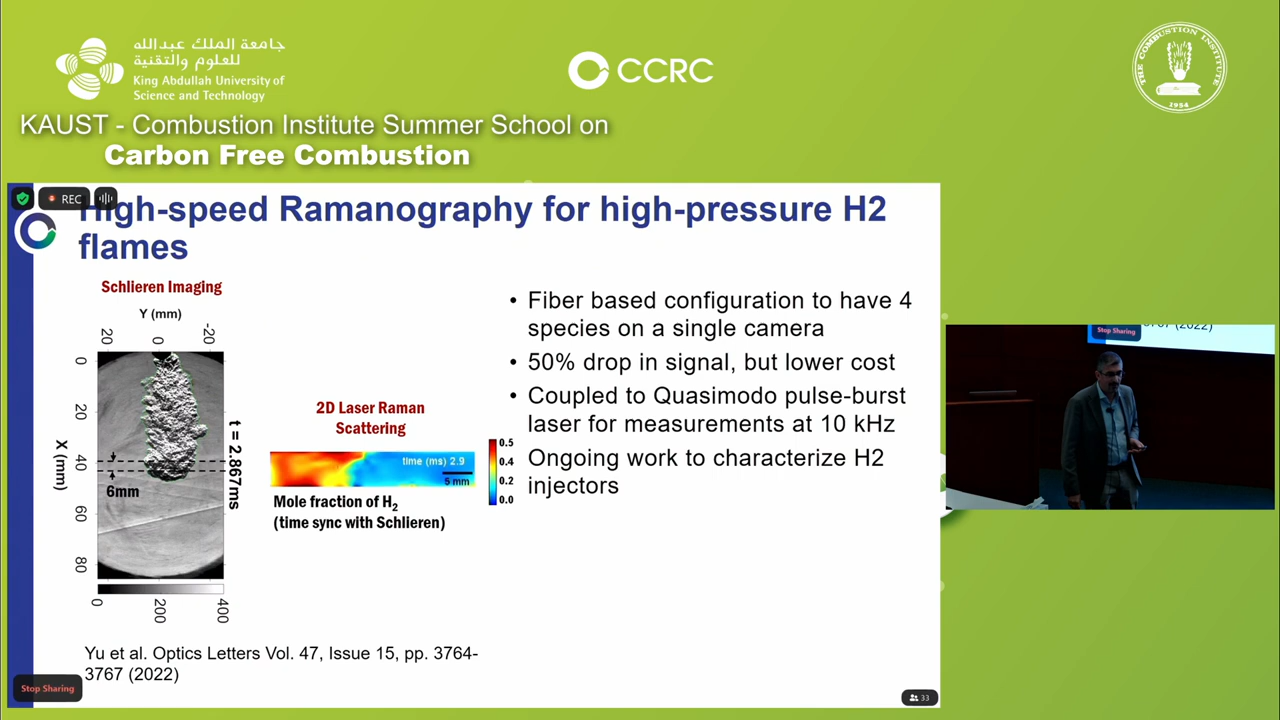 جامعة الملك عبدالله
للعلوم والتقنية
King Abdullah University of
Science and Technology
CCRC
THE COMBUSTION INSTITUTE
1954
KAUST - Combustion Institute Summer School on
Carbon Free Combustion
REC
High-speed Ramanography for high-pressure H2
flames
Schlieren Imaging
Y (mm)
20 0 -20
0
20
40
60
80
X (mm)
6mm
t = 2.867ms
0 200 400
2D Laser Raman
Scattering
time (ms) 2.9
5 mm
0.5
0.4
0.2
0.0
Mole fraction of H2
(time sync with Schlieren)
• Fiber based configuration to have 4
species on a single camera
• 50% drop in signal, but lower cost
• Coupled to Quasimodo pulse-burst
laser for measurements at 10 kHz
• Ongoing work to characterize H2
injectors
Yu et al. Optics Letters Vol. 47, Issue 15, pp. 3764-
3767 (2022)
Stop Sharing
33
Stop Sharing
3767 (2022)